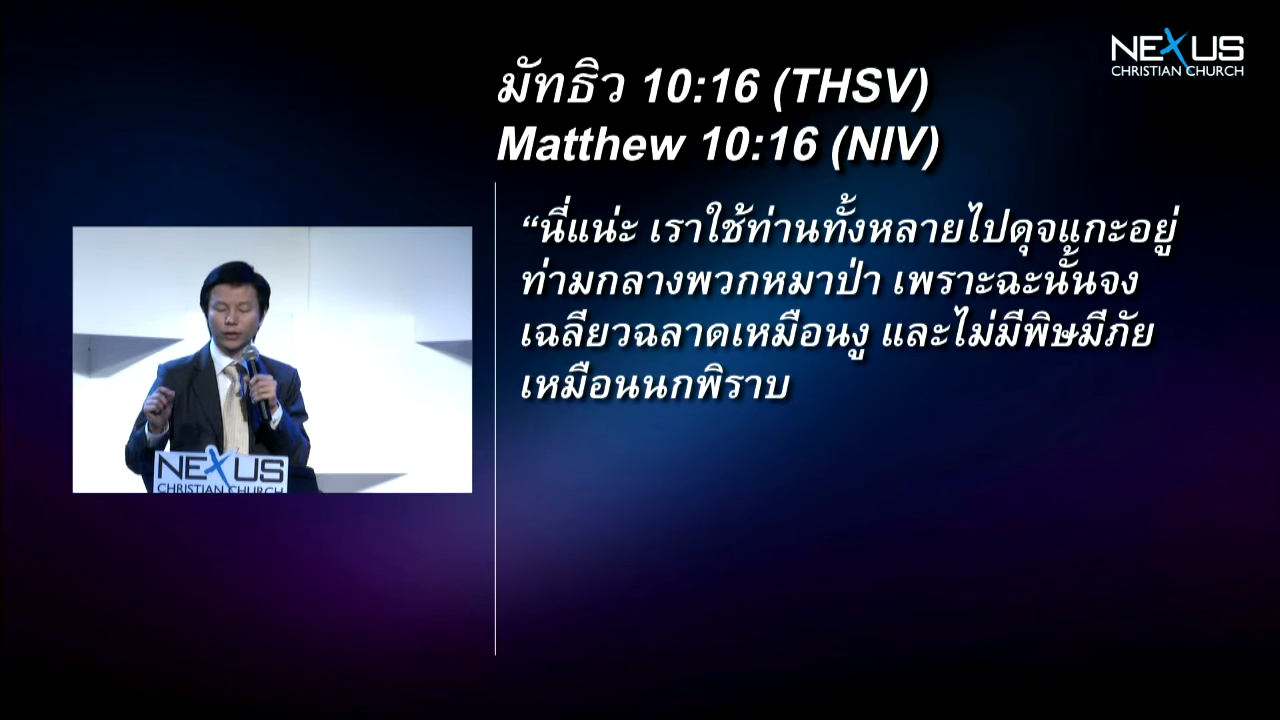 NEXUS
CHRISTIAN CHURCH
มัทธิว 10:16 (THSV)
Matthew 10:16 (NIV)
“นี่แน่ะ เราใช้ท่านทั้งหลายไปดุจแกะอยู่
ท่ามกลางพวกหมาป่า เพราะฉะนั้นจง
เฉลียวฉลาดเหมือนงู และไม่มีพิษมีภัย
เหมือนนกพิราบ
NEXUS
CHRISTIAN CHURCH